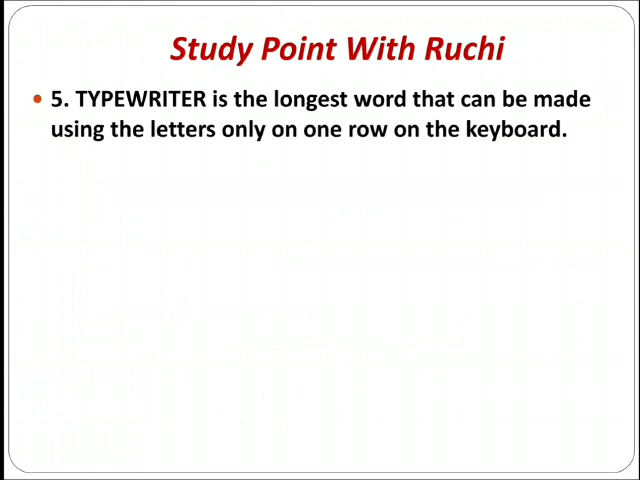 Study Point With Ruchi
• 5. TYPEWRITER is the longest word that can be made
using the letters only on one row on the keyboard.